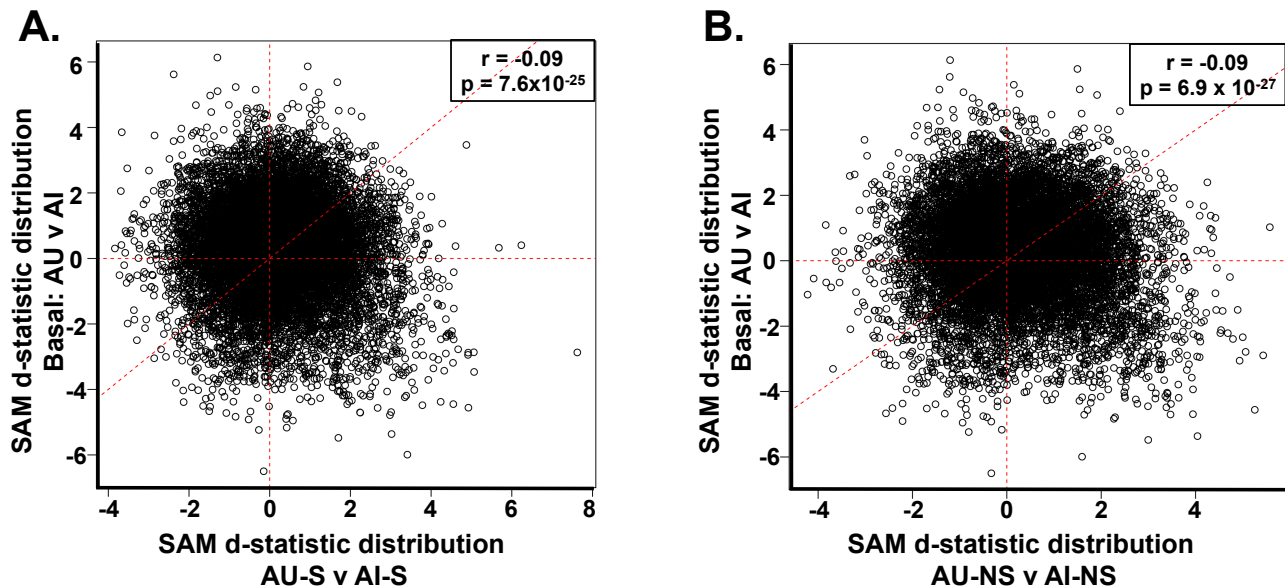 A.
r = -0.09
p = 7.6x10⁻²⁵
SAM d-statistic distribution
Basal: AU v AI
6
4
2
0
-2
-4
-6
-4
-2
0
2
4
6
8
SAM d-statistic distribution
AU-S v AI-S
B.
r = -0.09
p = 6.9 x 10⁻²⁷
SAM d-statistic distribution
Basal: AU v AI
6
4
2
0
-2
-4
-6
-4
-2
0
2
4
SAM d-statistic distribution
AU-NS v AI-NS